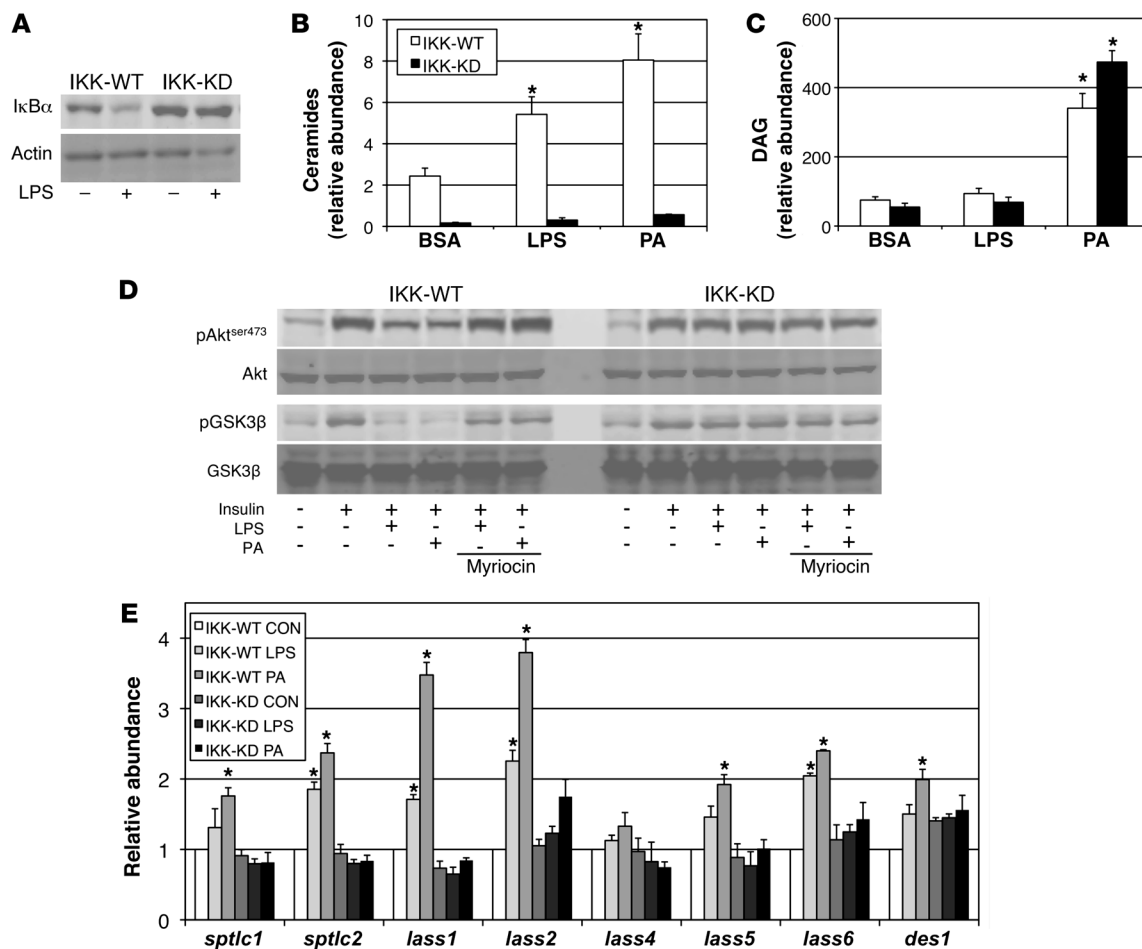 A
IKK-WT IKK-KD
IκBα
Actin
LPS – + – +
B
Ceramides
(relative abundance)
10
8
6
4
2
0
IKK-WT
IKK-KD
*
*
BSA LPS PA
C
DAG
(relative abundance)
600
400
200
0
*
*
BSA LPS PA
D
IKK-WT IKK-KD
pAktser473
Akt
pGSK3β
GSK3β
Insulin - + + + + + - + + + + +
LPS - - + - + - - - + - + -
PA - - - + - + - - - + - +
Myriocin Myriocin
E
Relative abundance
4
3
2
1
0
IKK-WT CON
IKK-WT LPS
IKK-WT PA
IKK-KD CON
IKK-KD LPS
IKK-KD PA
* * * * * * * * * * *
sptlc1 sptlc2 lass1 lass2 lass4 lass5 lass6 des1